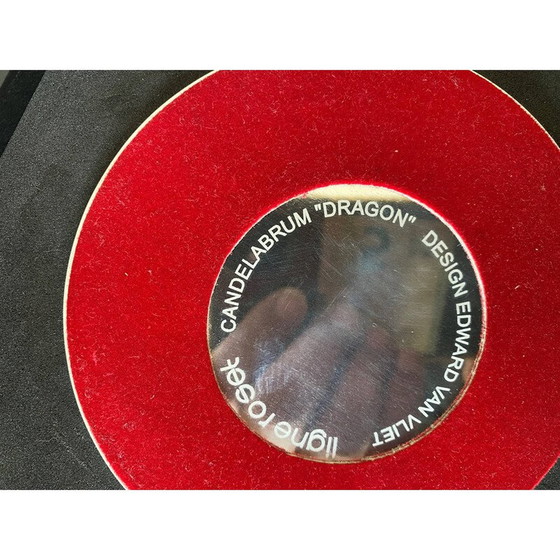 CANDELABRUM "DRAGON" DESIGN EDWARD VAN VLIET
ligne roset